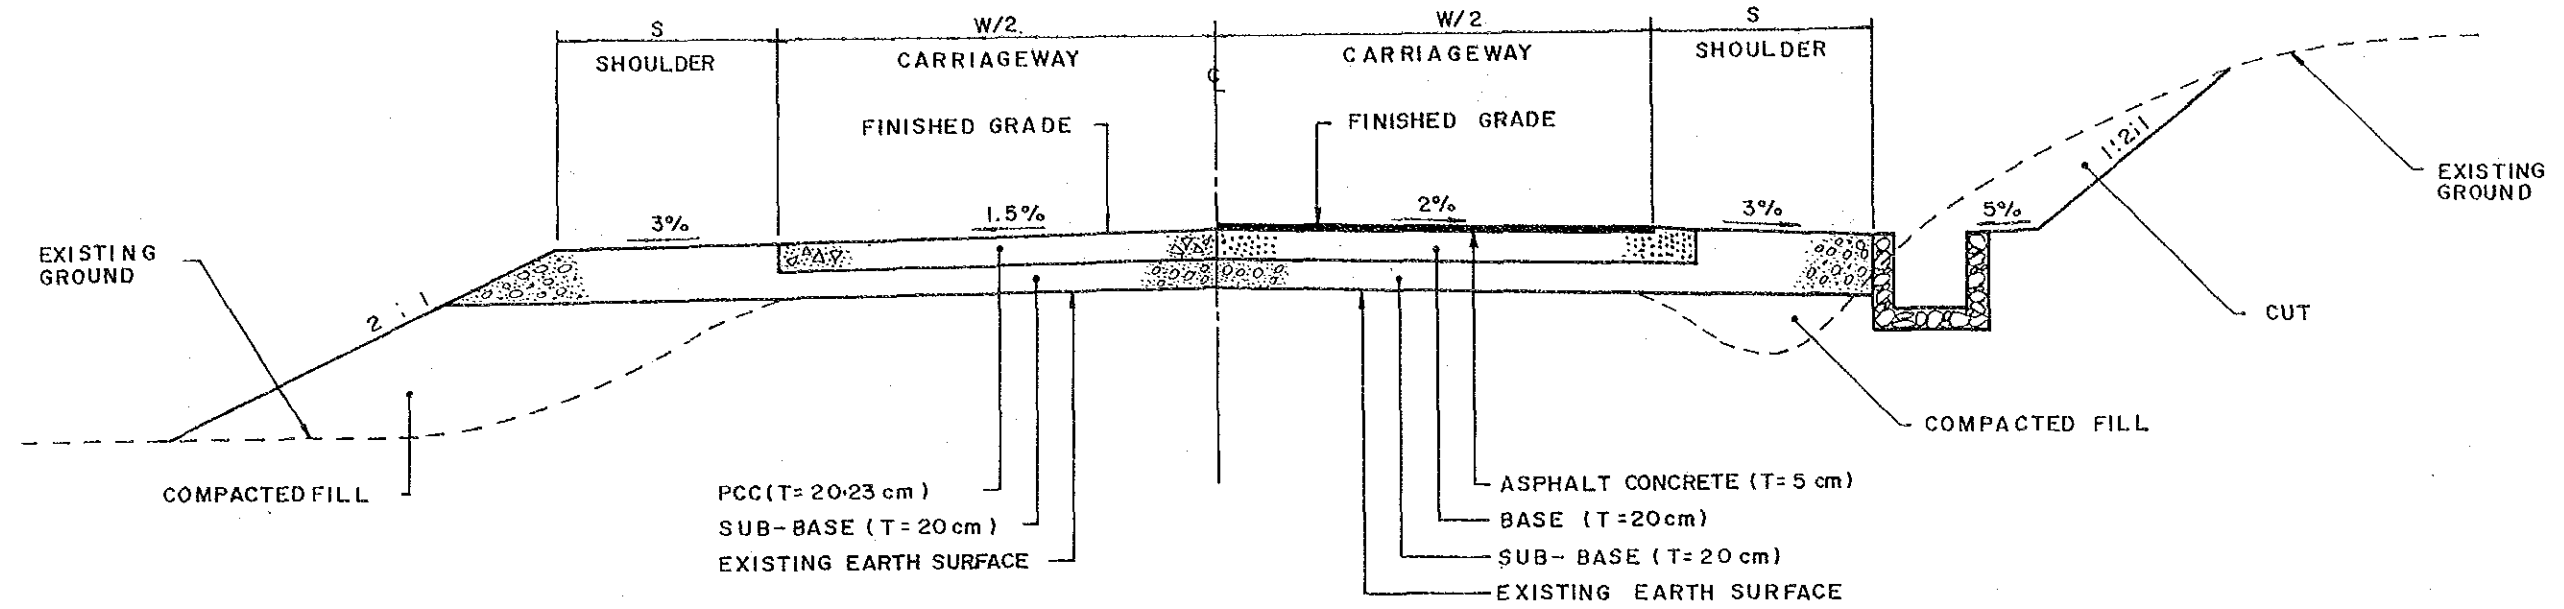 S W/2. W/2 S
SHOULDER CARRIAGEWAY CARRIAGEWAY SHOULDER
℄
FINISHED GRADE FINISHED GRADE
3% 1.5% 2% 3% 5%
1:2:1
EXISTING
GROUND
EXISTING
GROUND
2 : 1
CUT
COMPACTED FILL
COMPACTED FILL
PCC(T= 20·23 cm)
SUB-BASE (T = 20 cm)
EXISTING EARTH SURFACE
ASPHALT CONCRETE (T= 5 cm)
BASE (T =20cm)
SUB- BASE (T= 20 cm)
EXISTING EARTH SURFACE